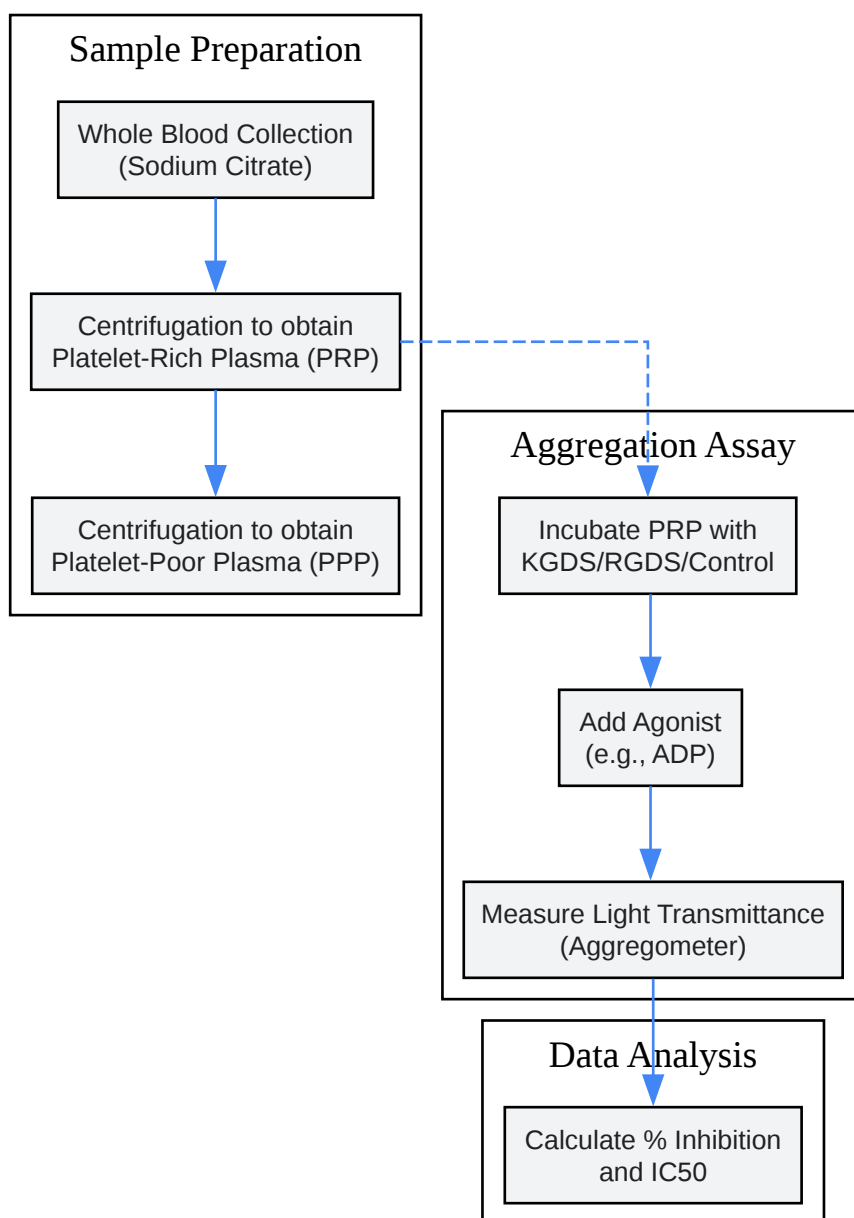 Sample Preparation
Whole Blood Collection
(Sodium Citrate)
Centrifugation to obtain
Platelet-Rich Plasma (PRP)
Centrifugation to obtain
Platelet-Poor Plasma (PPP)
Aggregation Assay
Incubate PRP with
KGDS/RGDS/Control
Add Agonist
(e.g., ADP)
Measure Light Transmittance
(Aggregometer)
Data Analysis
Calculate % Inhibition
and IC50